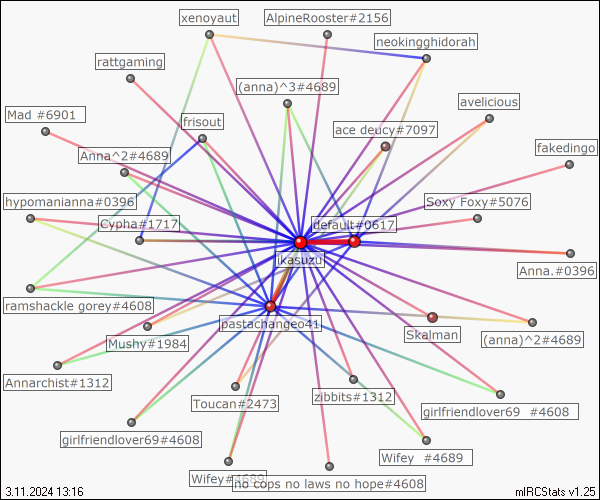 xenoyaut
AlpineRooster#2156
neokingghidorah
rattgaming
(anna)^3#4689
avelicious
Mad #6901
frisout
ace deucy#7097
fakedingo
Anna^2#4689
hypomanianna#0396
Soxy Foxy#5076
Cypha#1717
default#0617
ikasuzu
Anna.#0396
ramshackle gorey#4608
pastachangeo41
Skalman
(anna)^2#4689
Mushy#1984
Annarchist#1312
Toucan#2473
zibbits#1312
girlfriendlover69 #4608
girlfriendlover69#4608
Wifey #4689
Wifey#4689
no cops no laws no hope#4608
3.11.2024 13:16
mIRCStats v1.25